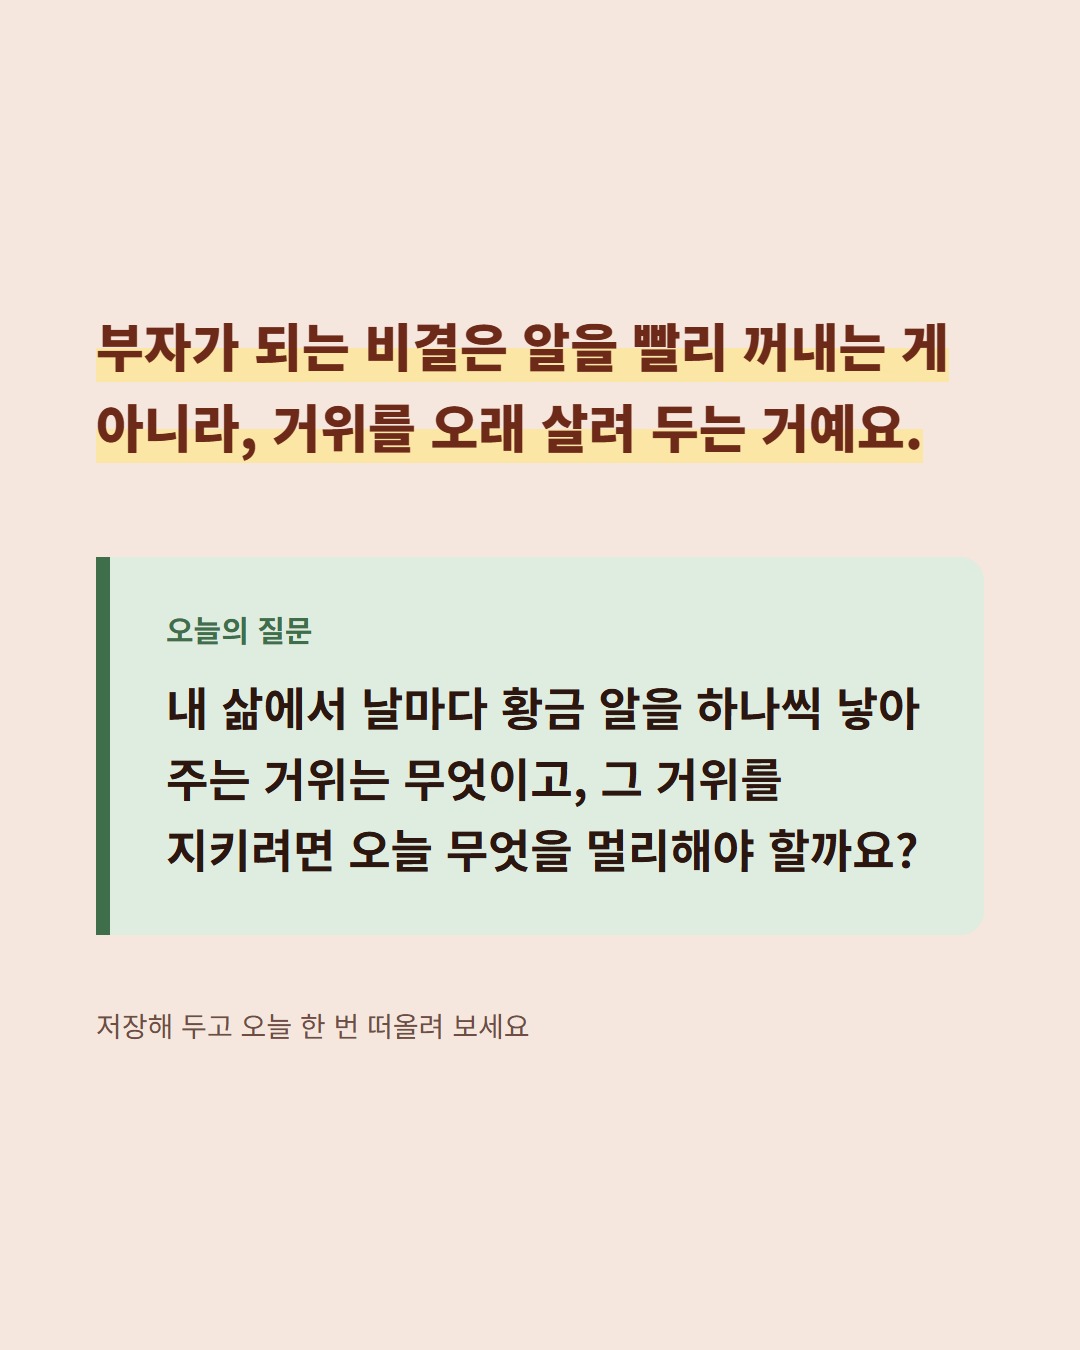 부자가 되는 비결은 알을 빨리 꺼내는 게
아니라, 거위를 오래 살려 두는 거예요.
오늘의 질문
내 삶에서 날마다 황금 알을 하나씩 낳아
주는 거위는 무엇이고, 그 거위를
지키려면 오늘 무엇을 멀리해야 할까요?
저장해 두고 오늘 한 번 떠올려 보세요